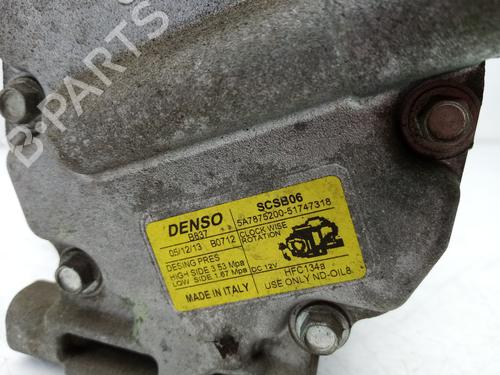 B-PARTS
DENSO
SCSB06
B837
5A7875200-51747318
05/12/13 B0712
CLOCK WISE
ROTATION
DESING PRES
HIGH SIDE 3.53 Mpa
LOW SIDE 1.67 Mpa
DC 12V
HFC134a
MADE IN ITALY
USE ONLY ND-OIL8